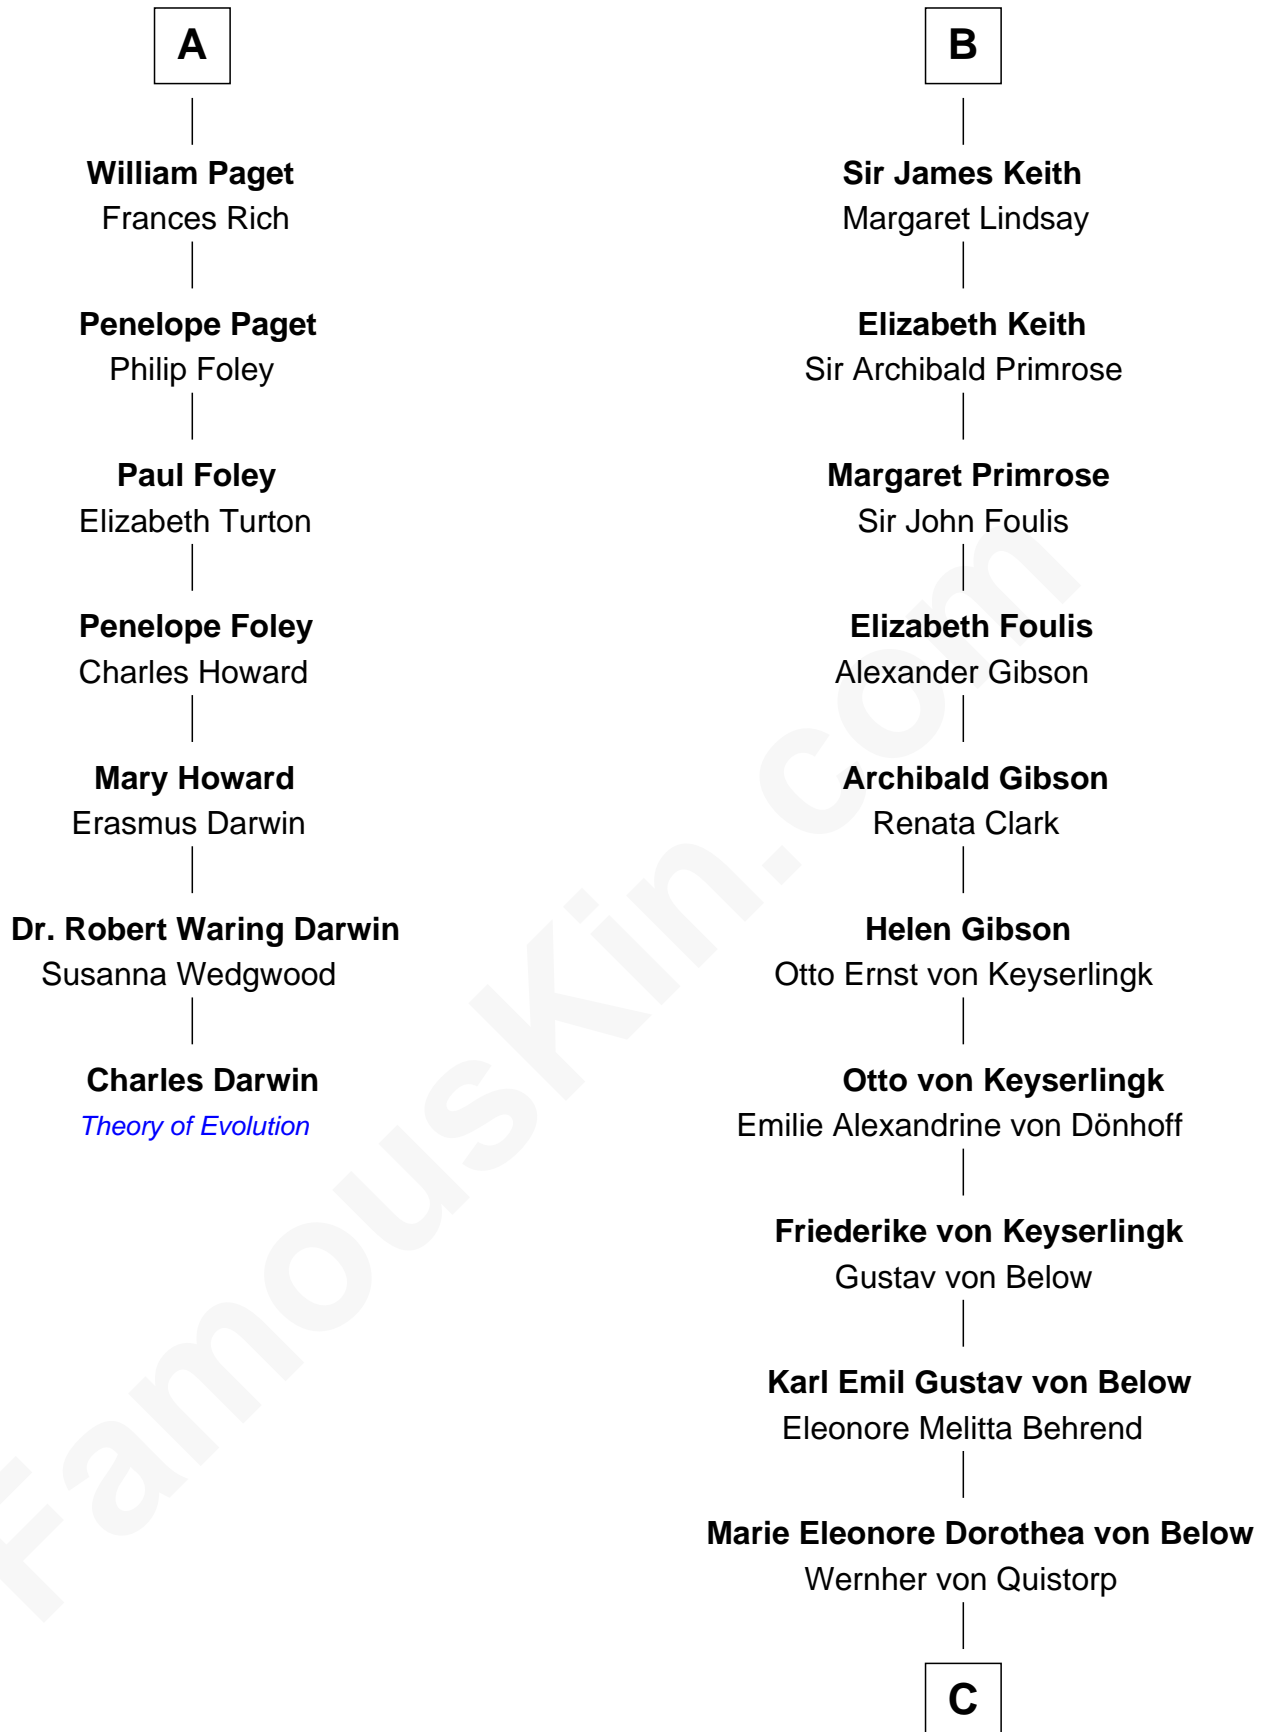 A
William Paget
Frances Rich
Penelope Paget
Philip Foley
Paul Foley
Elizabeth Turton
Penelope Foley
Charles Howard
Mary Howard
Erasmus Darwin
Dr. Robert Waring Darwin
Susanna Wedgwood
Charles Darwin
Theory of Evolution
B
Sir James Keith
Margaret Lindsay
Elizabeth Keith
Sir Archibald Primrose
Margaret Primrose
Sir John Foulis
Elizabeth Foulis
Alexander Gibson
Archibald Gibson
Renata Clark
Helen Gibson
Otto Ernst von Keyserlingk
Otto von Keyserlingk
Emilie Alexandrine von Dönhoff
Friederike von Keyserlingk
Gustav von Below
Karl Emil Gustav von Below
Eleonore Melitta Behrend
Marie Eleonore Dorothea von Below
Wernher von Quistorp
C
FamousKin.com